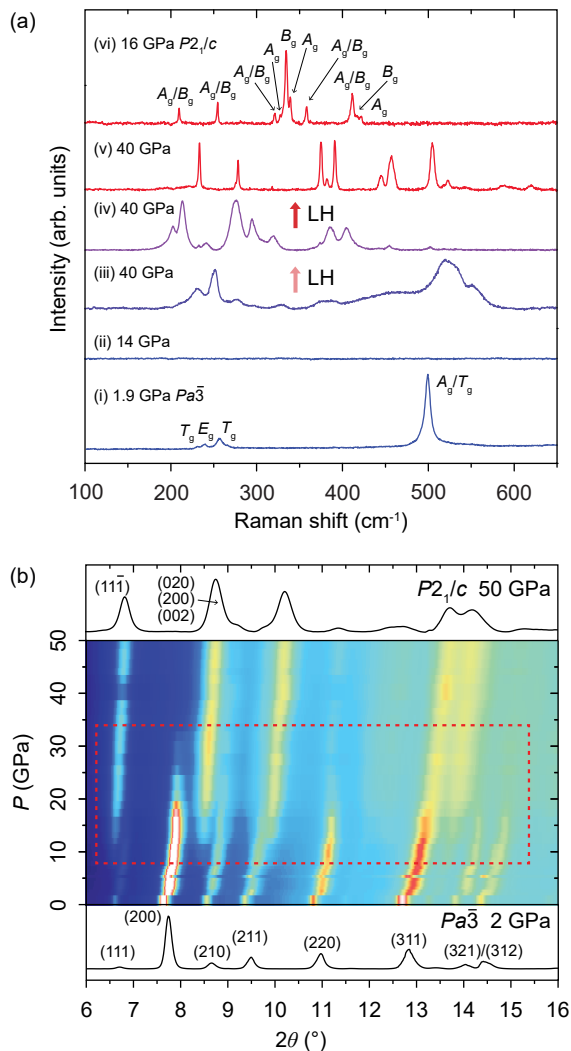 (a)
(vi) 16 GPa P2₁/c
A_g/B_g
A_g/B_g
A_g/B_g
A_g
B_g
A_g
A_g/B_g
A_g/B_g
B_g
A_g
(v) 40 GPa
LH
(iv) 40 GPa
LH
(iii) 40 GPa
(ii) 14 GPa
(i) 1.9 GPa Pa3̄
T_g
E_g
T_g
A_g/T_g
Intensity (arb. units)
100 200 300 400 500 600
Raman shift (cm⁻¹)
(b)
(111̄)
(020)
(200)
(002)
P2₁/c 50 GPa
50
40
30
20
10
0
P (GPa)
Pa3̄ 2 GPa
(111)
(200)
(210)
(211)
(220)
(311)
(321)/(312)
6 7 8 9 10 11 12 13 14 15 16
2θ (°)